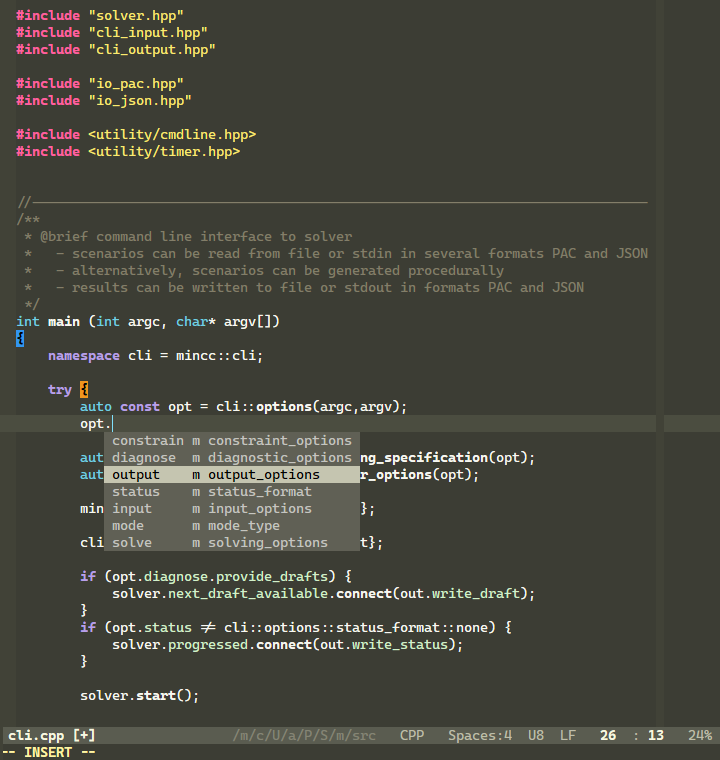 #include "solver.hpp"
#include "cli_input.hpp"
#include "cli_output.hpp"
#include "io_pac.hpp"
#include "io_json.hpp"
#include <utility/cmdline.hpp>
#include <utility/timer.hpp>
//─────────────────────────────────────────────────────────────────────────────
/**
 * @brief command line interface to solver
 *   - scenarios can be read from file or stdin in several formats PAC and JSON
 *   - alternatively, scenarios can be generated procedurally
 *   - results can be written to file or stdout in formats PAC and JSON
 */
int main (int argc, char* argv[])
{
    namespace cli = mincc::cli;
    try {
        auto const opt = cli::options(argc,argv);
        opt.
            constrain m constraint_options
        aut diagnose  m diagnostic_options ng_specification(opt);
        aut output    m output_options r_options(opt);
            status    m status_format
        min input     m input_options };
            mode      m mode_type
        cli solve     m solving_options t};
        if (opt.diagnose.provide_drafts) {
            solver.next_draft_available.connect(out.write_draft);
        }
        if (opt.status ≠ cli::options::status_format::none) {
            solver.progressed.connect(out.write_status);
        }
        solver.start();
cli.cpp [+] /m/c/U/a/P/S/m/src CPP Spaces:4 U8 LF 26 : 13 24%
-- INSERT --